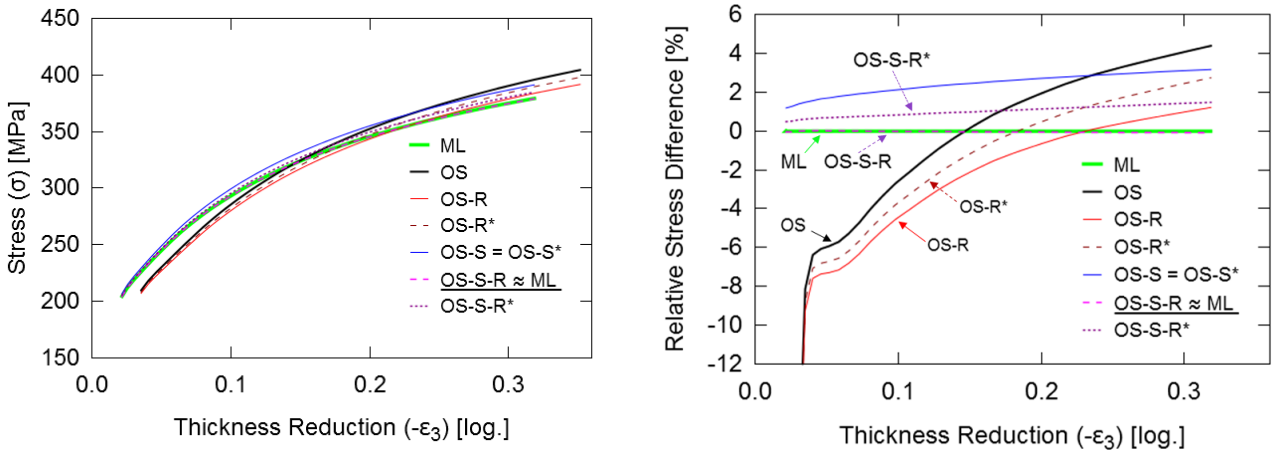 450
400
350
300
250
200
150
Stress (σ) [MPa]
ML
OS
OS-R
OS-R*
OS-S = OS-S*
OS-S-R ≈ ML
OS-S-R*
0.0
0.1
0.2
0.3
Thickness Reduction (-ε₃) [log.]
6
4
2
0
-2
-4
-6
-8
-10
-12
Relative Stress Difference [%]
OS-S-R*
ML
OS-S-R
OS
OS-R*
OS-R
ML
OS
OS-R
OS-R*
OS-S = OS-S*
OS-S-R ≈ ML
OS-S-R*
0.0
0.1
0.2
0.3
Thickness Reduction (-ε₃) [log.]